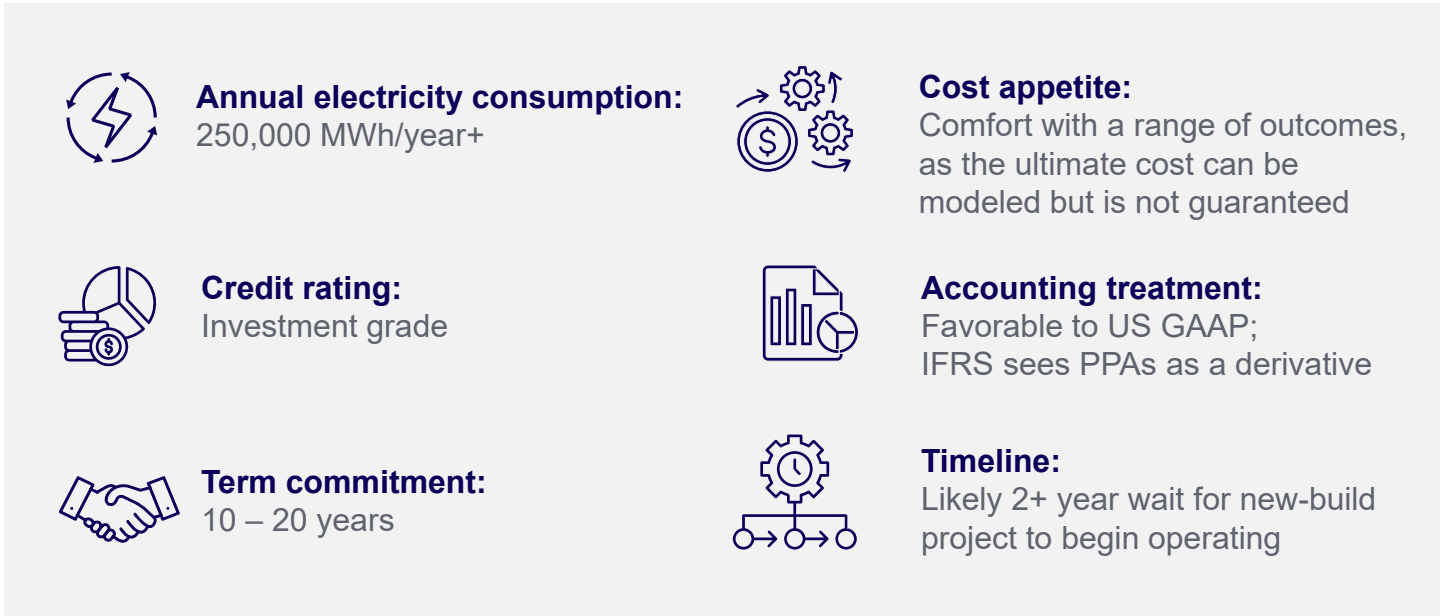 Annual electricity consumption:
250,000 MWh/year+
Credit rating:
Investment grade
Term commitment:
10 – 20 years
Cost appetite:
Comfort with a range of outcomes,
as the ultimate cost can be
modeled but is not guaranteed
Accounting treatment:
Favorable to US GAAP;
IFRS sees PPAs as a derivative
Timeline:
Likely 2+ year wait for new-build
project to begin operating